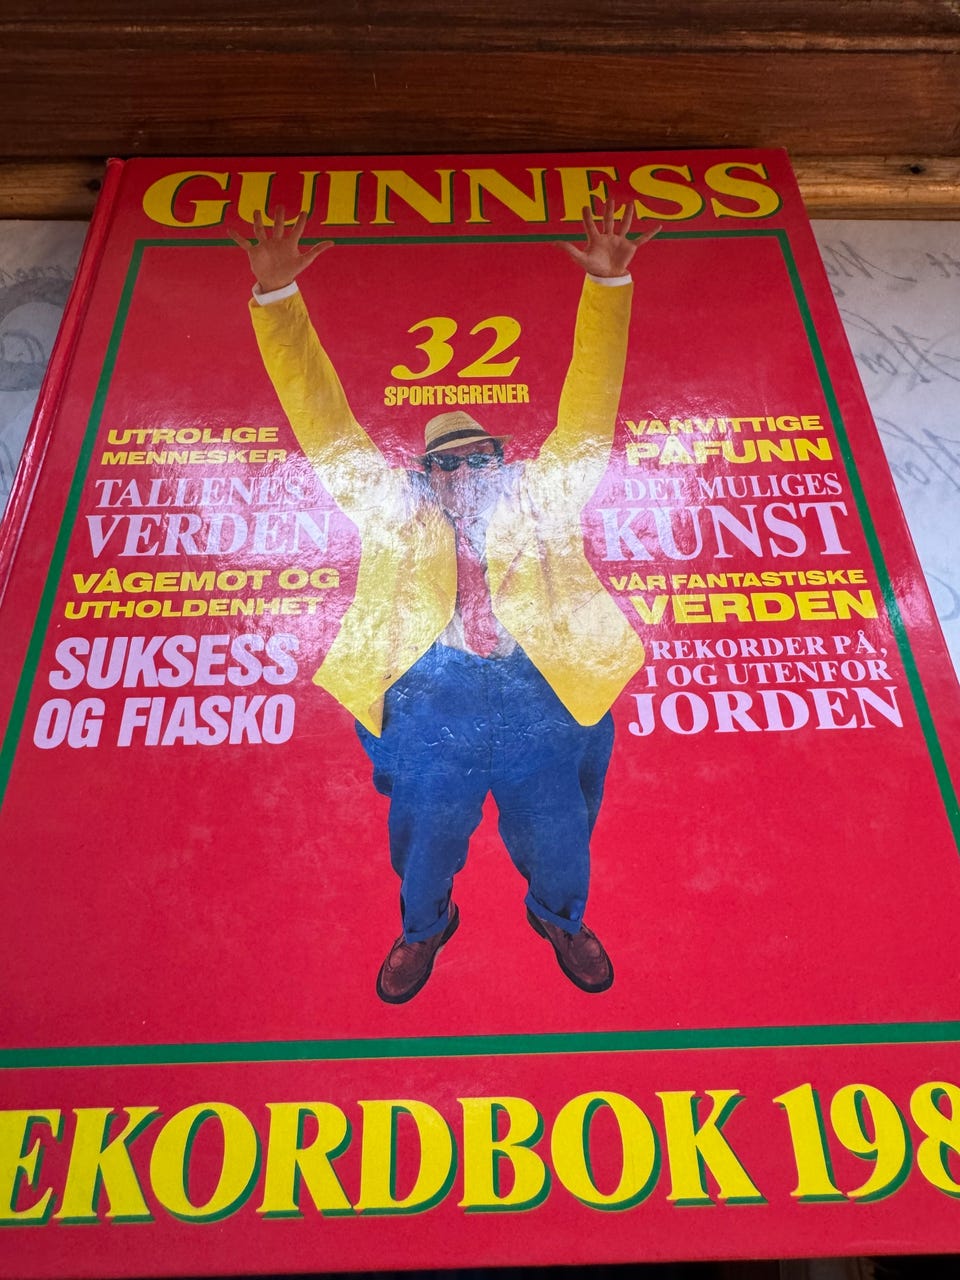 GUINNESS
32
SPORTSGRENER
UTROLIGE
MENNESKER
TALLENES
VERDEN
VÅGEMOT OG
UTHOLDENHET
SUKSESS
OG FIASKO
VANVITTIGE
PÅFUNN
DET MULIGES
KUNST
VÅR FANTASTISKE
VERDEN
REKORDER PÅ,
I OG UTENFOR
JORDEN
EKORDBOK 198